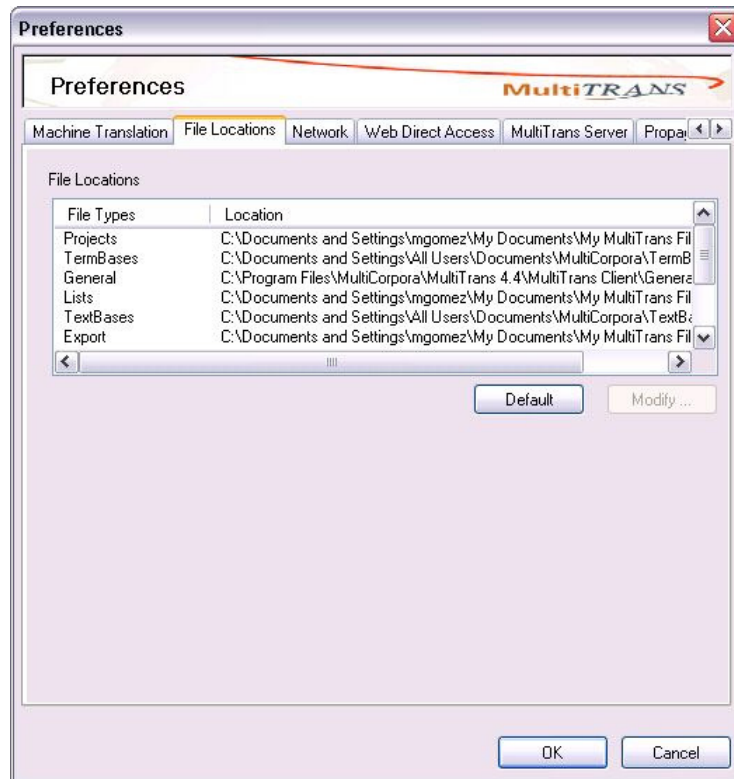 Preferences
Preferences
MultiTRANS
Machine Translation File Locations Network Web Direct Access MultiTrans Server Propa
File Locations
File Types Location
Projects C:\Documents and Settings\mgomez\My Documents\My MultiTrans Fil
TermBases C:\Documents and Settings\All Users\Documents\MultiCorpora\TermB
General C:\Program Files\MultiCorpora\MultiTrans 4.4\MultiTrans Client\Genera
Lists C:\Documents and Settings\mgomez\My Documents\My MultiTrans Fil
TextBases C:\Documents and Settings\All Users\Documents\MultiCorpora\TextBa
Export C:\Documents and Settings\mgomez\My Documents\My MultiTrans Fil
Default Modify ...
OK Cancel